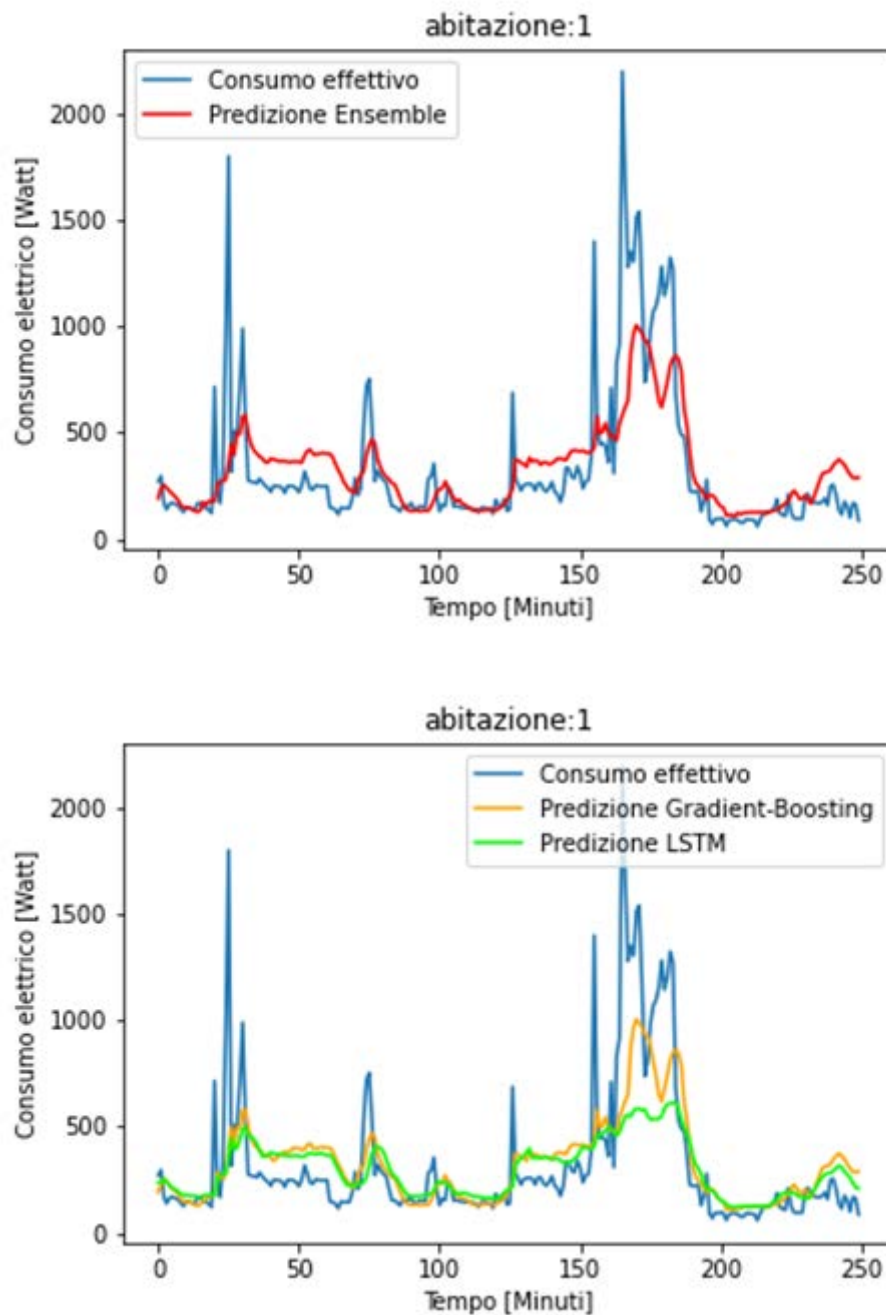 abitazione:1
Consumo effettivo
Predizione Ensemble
Consumo elettrico [Watt]
2000
1500
1000
500
0
0 50 100 150 200 250
Tempo [Minuti]
abitazione:1
Consumo effettivo
Predizione Gradient-Boosting
Predizione LSTM
Consumo elettrico [Watt]
2000
1500
1000
500
0
0 50 100 150 200 250
Tempo [Minuti]